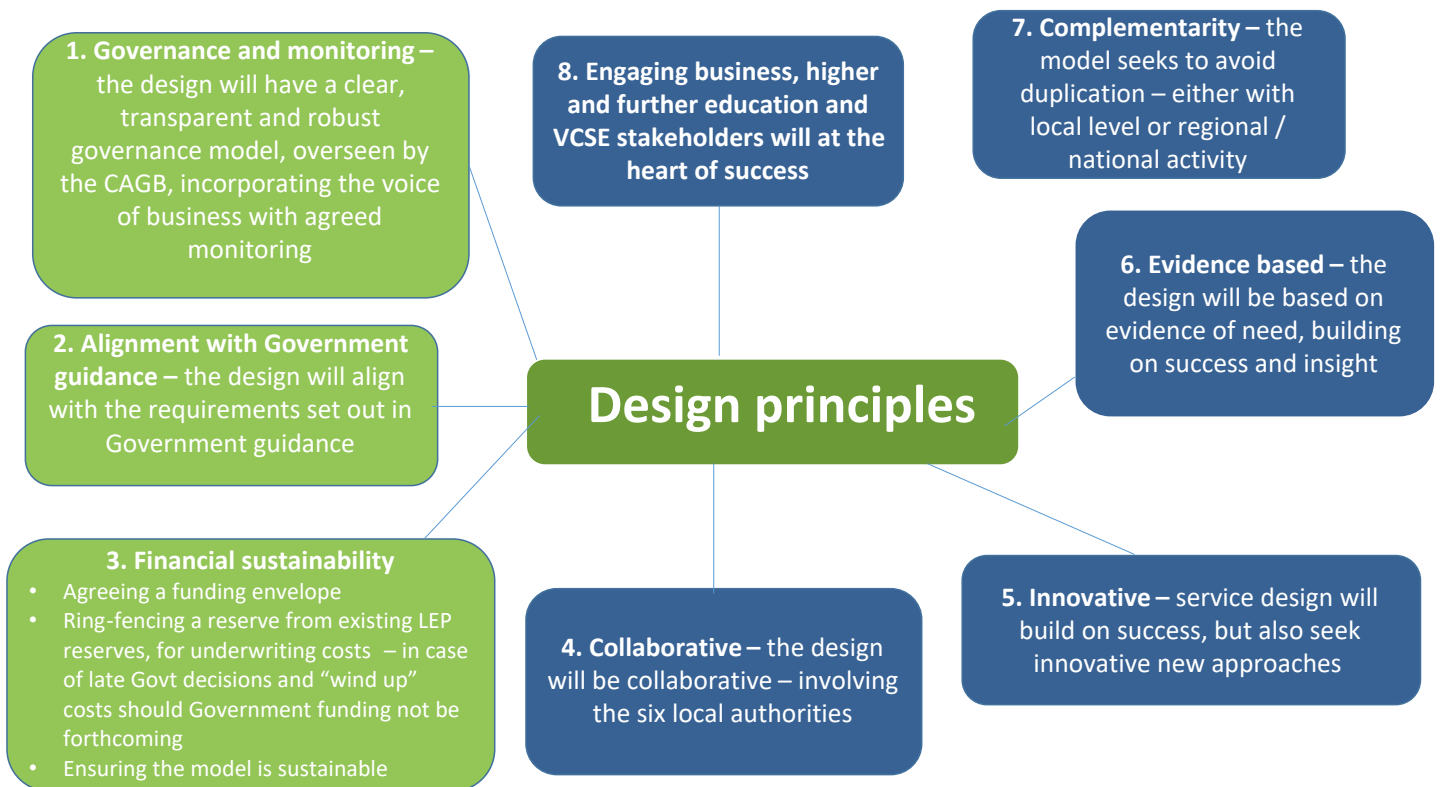 Design principles
1. Governance and monitoring –
the design will have a clear,
transparent and robust
governance model, overseen by
the CAGB, incorporating the voice
of business with agreed
monitoring
2. Alignment with Government
guidance – the design will align
with the requirements set out in
Government guidance
3. Financial sustainability
• Agreeing a funding envelope
• Ring-fencing a reserve from existing LEP
reserves, for underwriting costs – in case
of late Govt decisions and “wind up”
costs should Government funding not be
forthcoming
• Ensuring the model is sustainable
4. Collaborative – the design
will be collaborative – involving
the six local authorities
5. Innovative – service design will
build on success, but also seek
innovative new approaches
6. Evidence based – the
design will be based on
evidence of need, building
on success and insight
7. Complementarity – the
model seeks to avoid
duplication – either with
local level or regional /
national activity
8. Engaging business, higher
and further education and
VCSE stakeholders will at the
heart of success